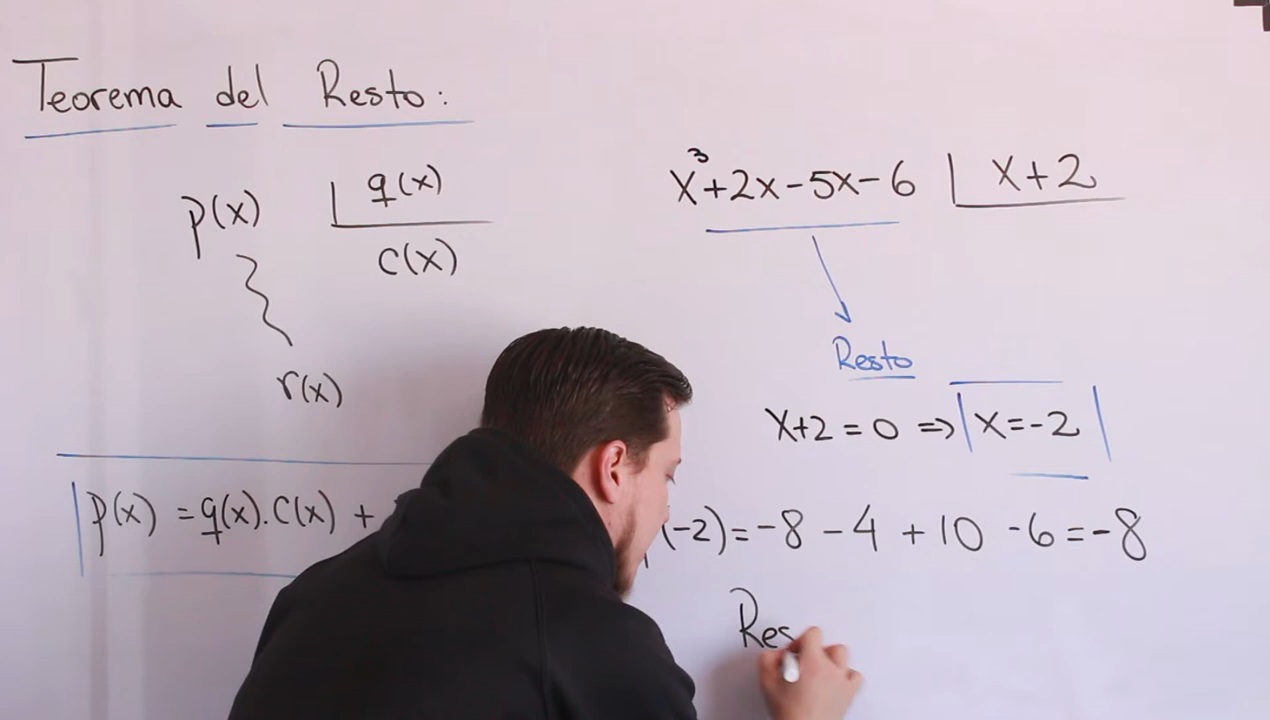 Teorema del Resto:
p(x) q(x)
c(x)
r(x)
p(x) = q(x).c(x) +
x³+2x-5x-6 x+2
Resto
x+2 = 0 => x=-2
(-2)= -8 - 4 + 10 - 6 = -8
Res